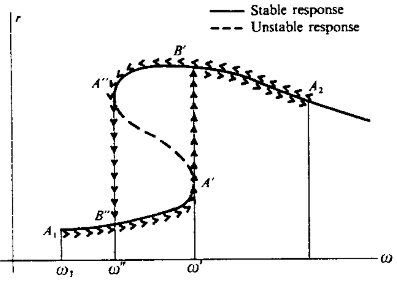 r
Stable response
Unstable response
B'
A''
A₂
A'
B''
A₁
ω₁
ω''
ω'
ω